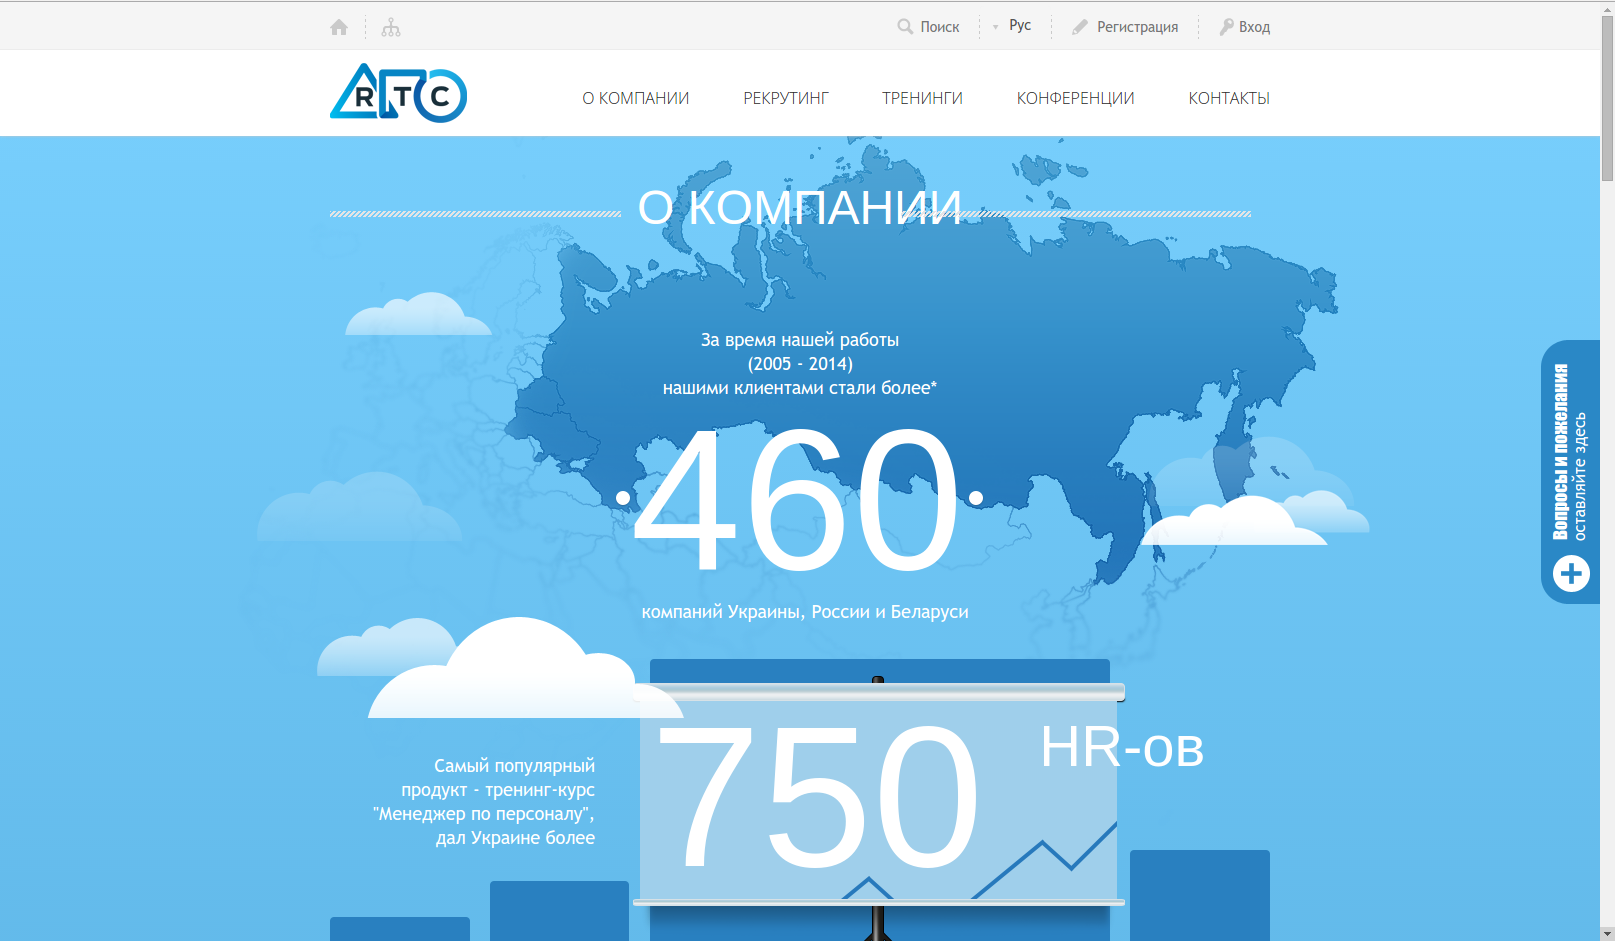 Поиск
Рус
Регистрация
Вход
RTC
О КОМПАНИИ
РЕКРУТИНГ
ТРЕНИНГИ
КОНФЕРЕНЦИИ
КОНТАКТЫ
О КОМПАНИИ
За время нашей работы
(2005 - 2014)
нашими клиентами стали более*
460
компаний Украины, России и Беларуси
Вопросы и пожелания
оставляйте здесь
Самый популярный
продукт - тренинг-курс
"Менеджер по персоналу",
дал Украине более
750
HR-ов